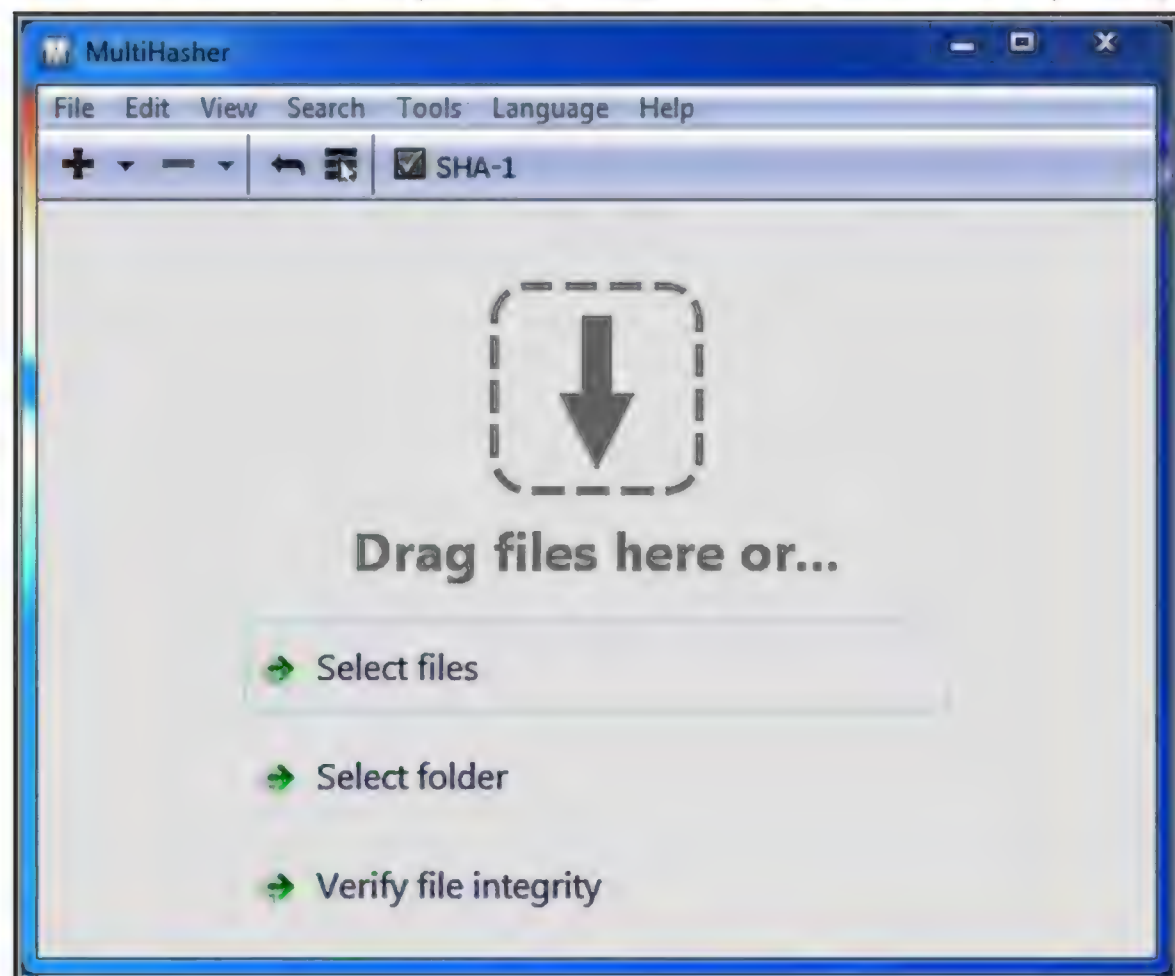 MultiHasher
File Edit View Search Tools Language Help
SHA-1
Drag files here or...
Select files
Select folder
Verify file integrity